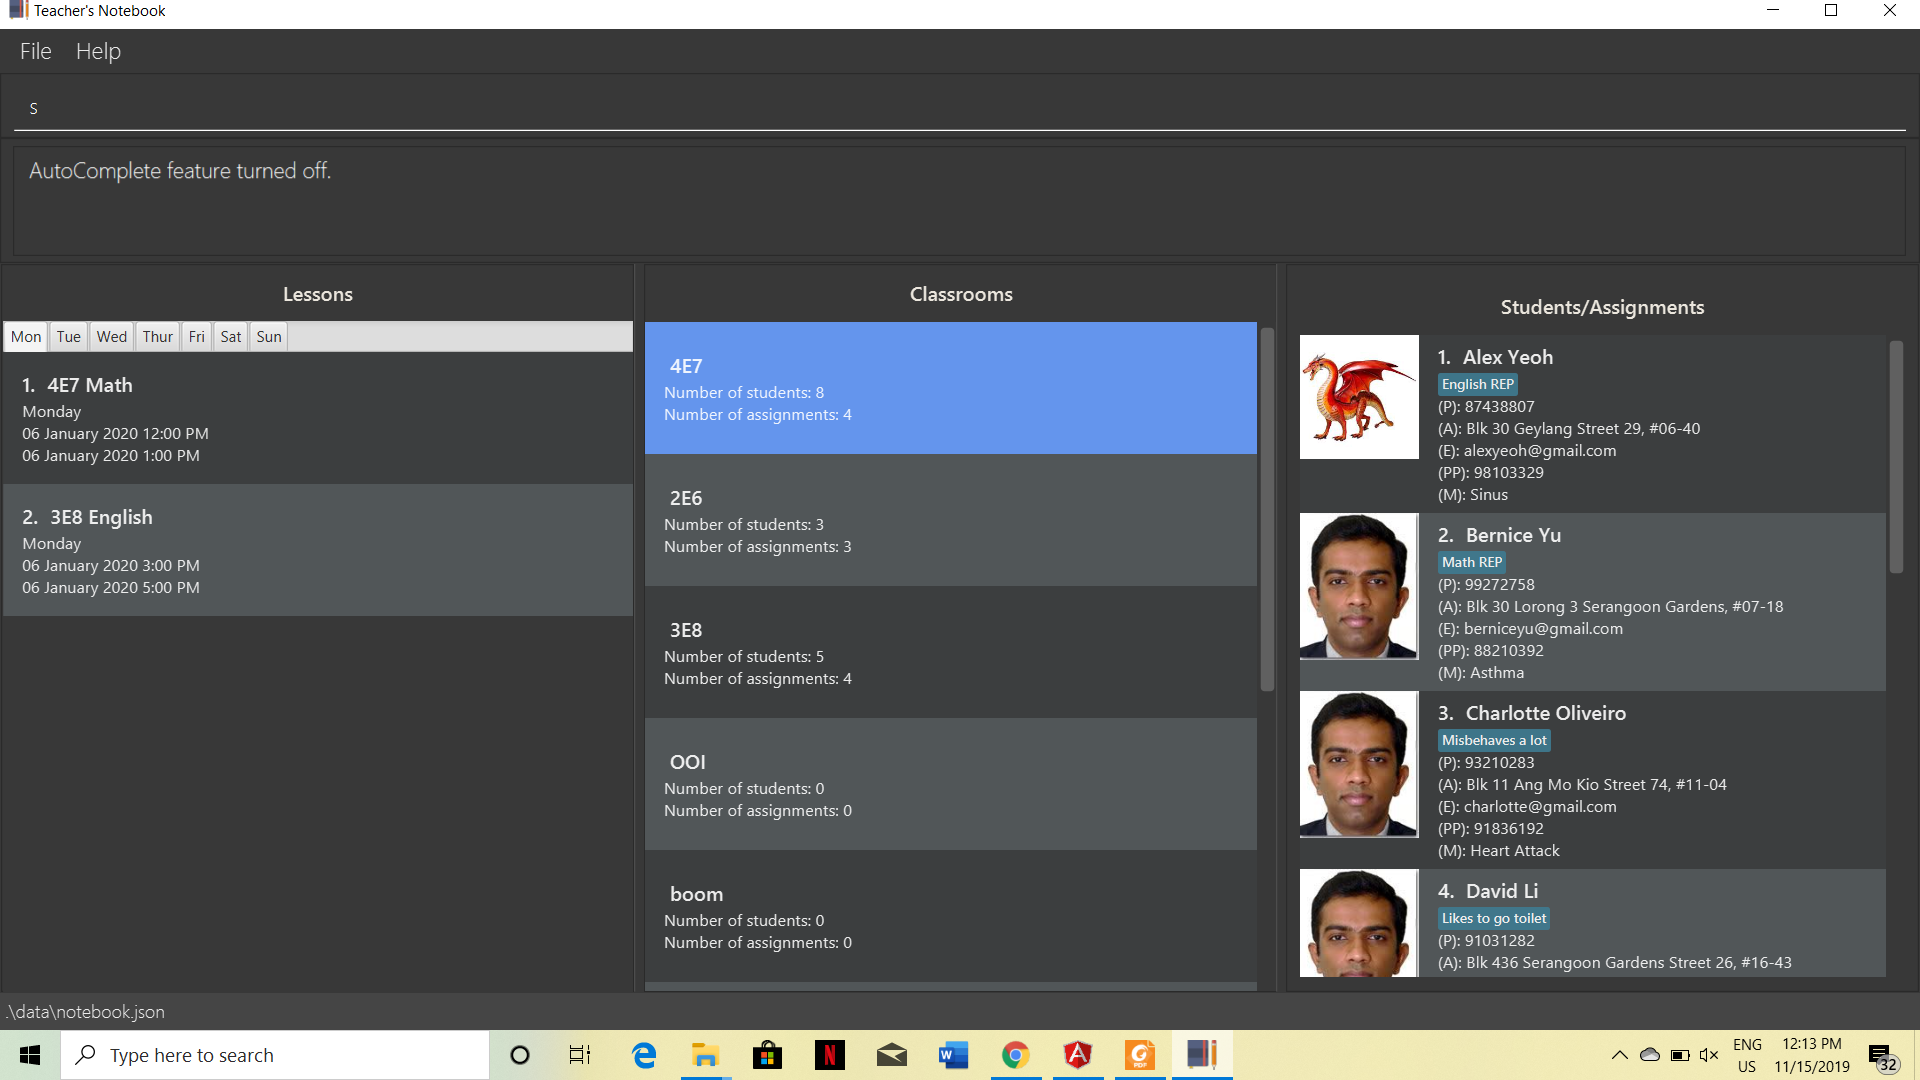 Teacher's Notebook
File Help
s
AutoComplete feature turned off.
Lessons
Mon Tue Wed Thur Fri Sat Sun
1. 4E7 Math
Monday
06 January 2020 12:00 PM
06 January 2020 1:00 PM
2. 3E8 English
Monday
06 January 2020 3:00 PM
06 January 2020 5:00 PM
Classrooms
4E7
Number of students: 8
Number of assignments: 4
2E6
Number of students: 3
Number of assignments: 3
3E8
Number of students: 5
Number of assignments: 4
OOI
Number of students: 0
Number of assignments: 0
boom
Number of students: 0
Number of assignments: 0
Students/Assignments
1. Alex Yeoh
English REP
(P): 87438807
(A): Blk 30 Geylang Street 29, #06-40
(E): alexyeoh@gmail.com
(PP): 98103329
(M): Sinus
2. Bernice Yu
Math REP
(P): 99272758
(A): Blk 30 Lorong 3 Serangoon Gardens, #07-18
(E): berniceyu@gmail.com
(PP): 88210392
(M): Asthma
3. Charlotte Oliveiro
Misbehaves a lot
(P): 93210283
(A): Blk 11 Ang Mo Kio Street 74, #11-04
(E): charlotte@gmail.com
(PP): 91836192
(M): Heart Attack
4. David Li
Likes to go toilet
(P): 91031282
(A): Blk 436 Serangoon Gardens Street 26, #16-43
.\data\notebook.json
Type here to search
N
W
A
G
PDF
ENG
US
12:13 PM
11/15/2019
32